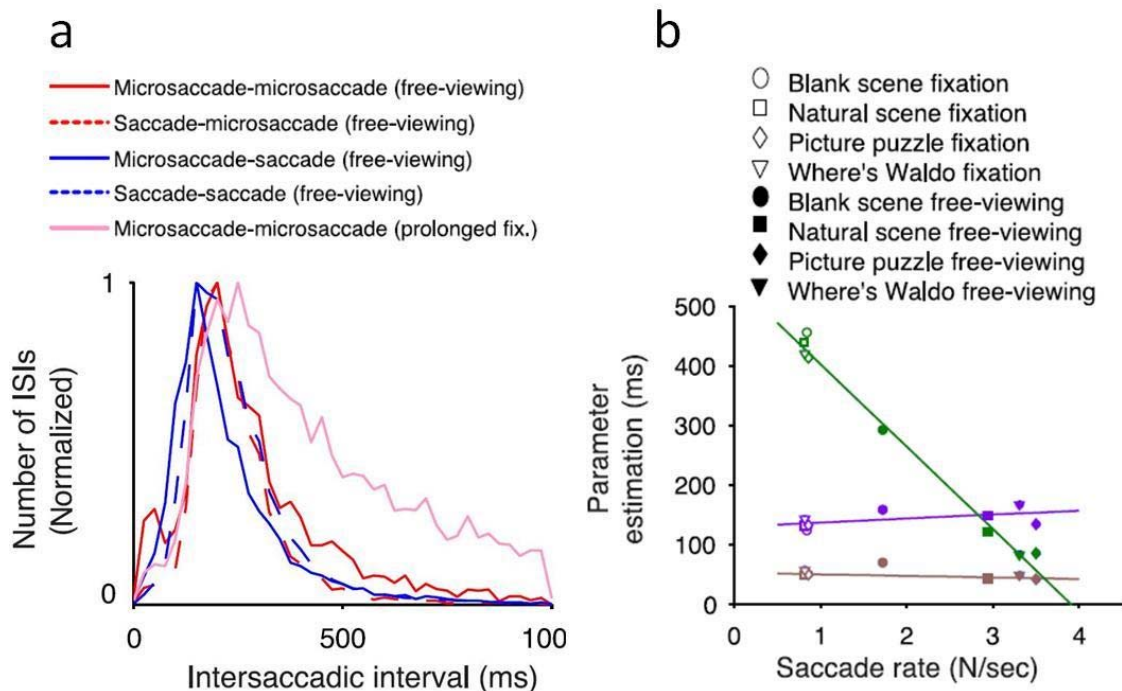 a
Microsaccade-microsaccade (free-viewing)
Saccade-microsaccade (free-viewing)
Microsaccade-saccade (free-viewing)
Saccade-saccade (free-viewing)
Microsaccade-microsaccade (prolonged fix.)
Number of ISIs
(Normalized)
1
0
0 500 100
Intersaccadic interval (ms)
b
Blank scene fixation
Natural scene fixation
Picture puzzle fixation
Where's Waldo fixation
Blank scene free-viewing
Natural scene free-viewing
Picture puzzle free-viewing
Where's Waldo free-viewing
Parameter
estimation (ms)
500
400
300
200
100
0
0 1 2 3 4
Saccade rate (N/sec)